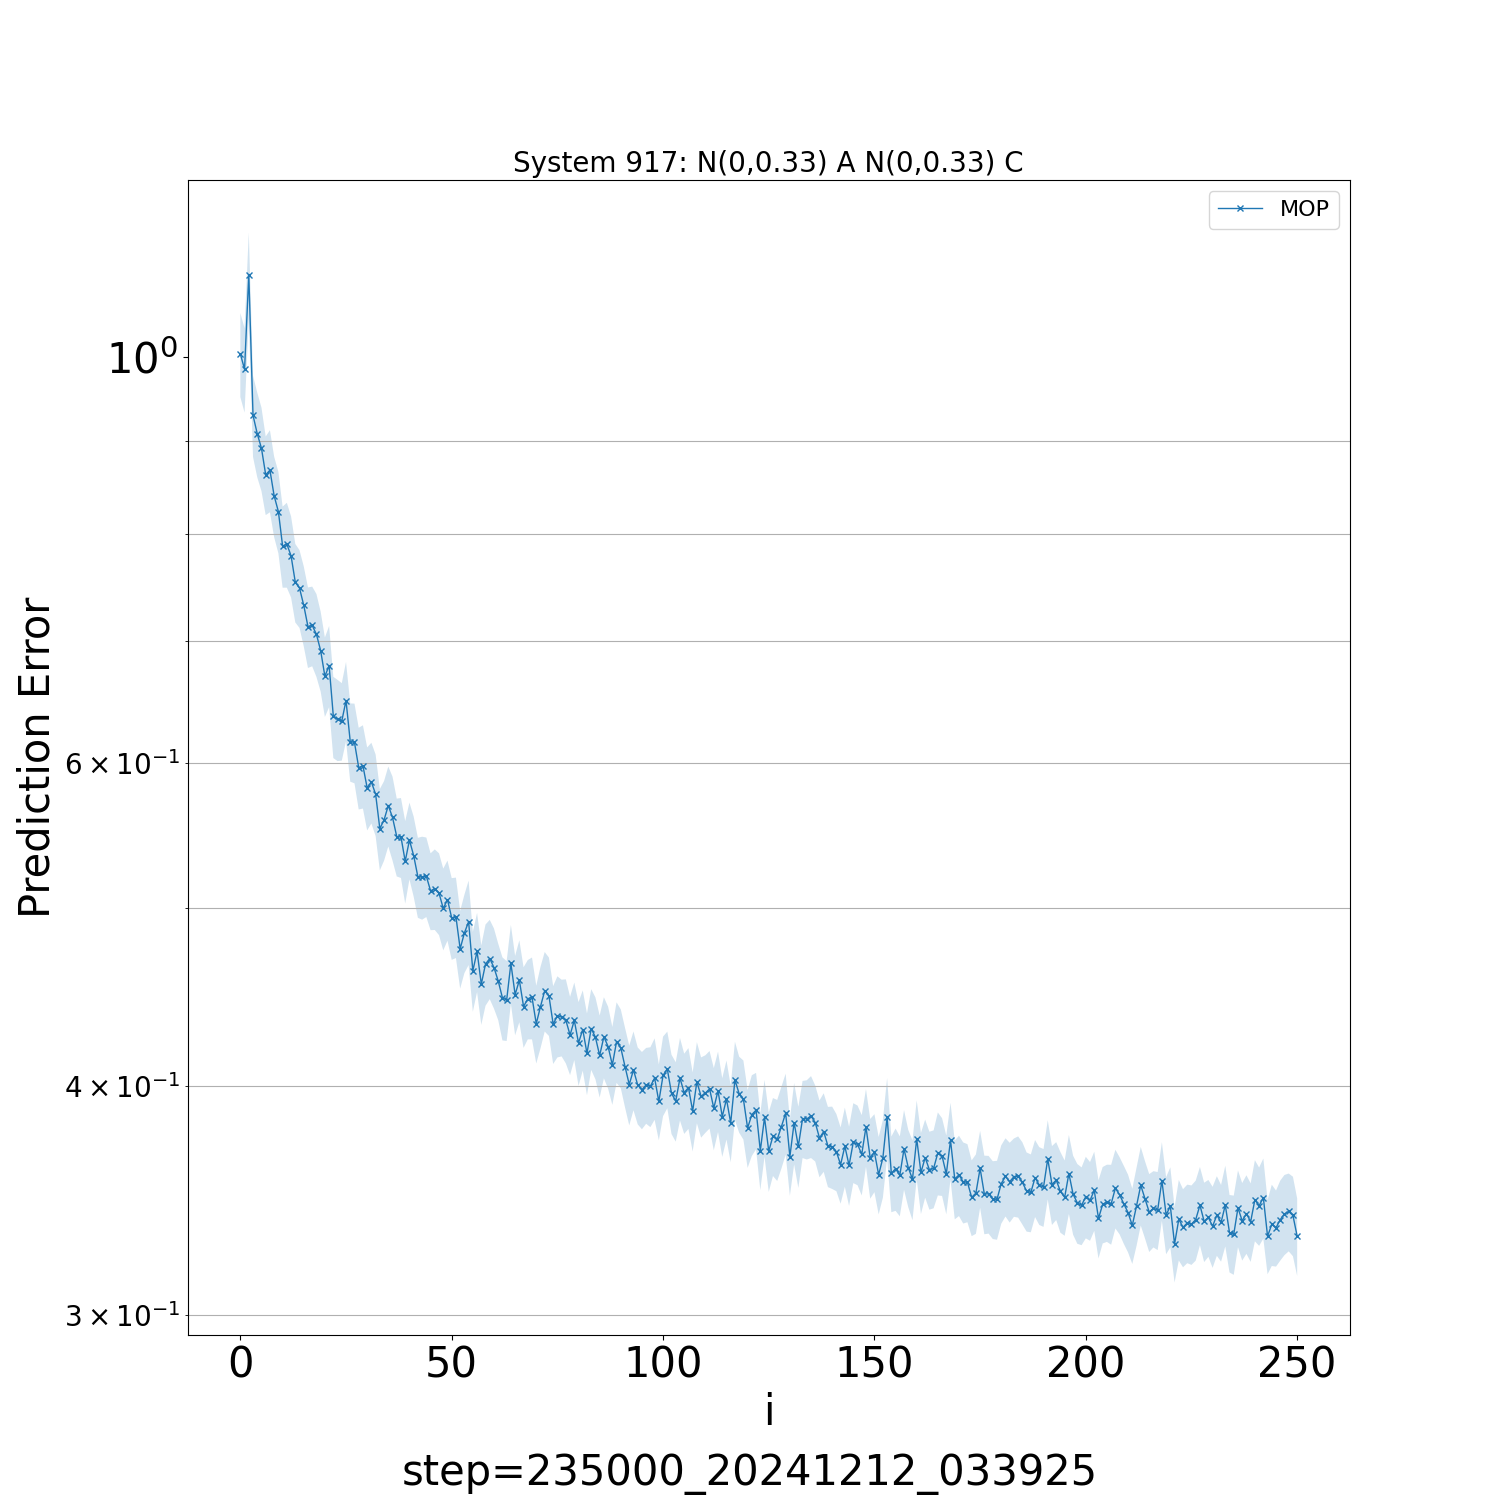 System 917: N(0,0.33) A N(0,0.33) C
MOP
10⁰
6 × 10⁻¹
4 × 10⁻¹
3 × 10⁻¹
Prediction Error
0 50 100 150 200 250
i
step=235000_20241212_033925